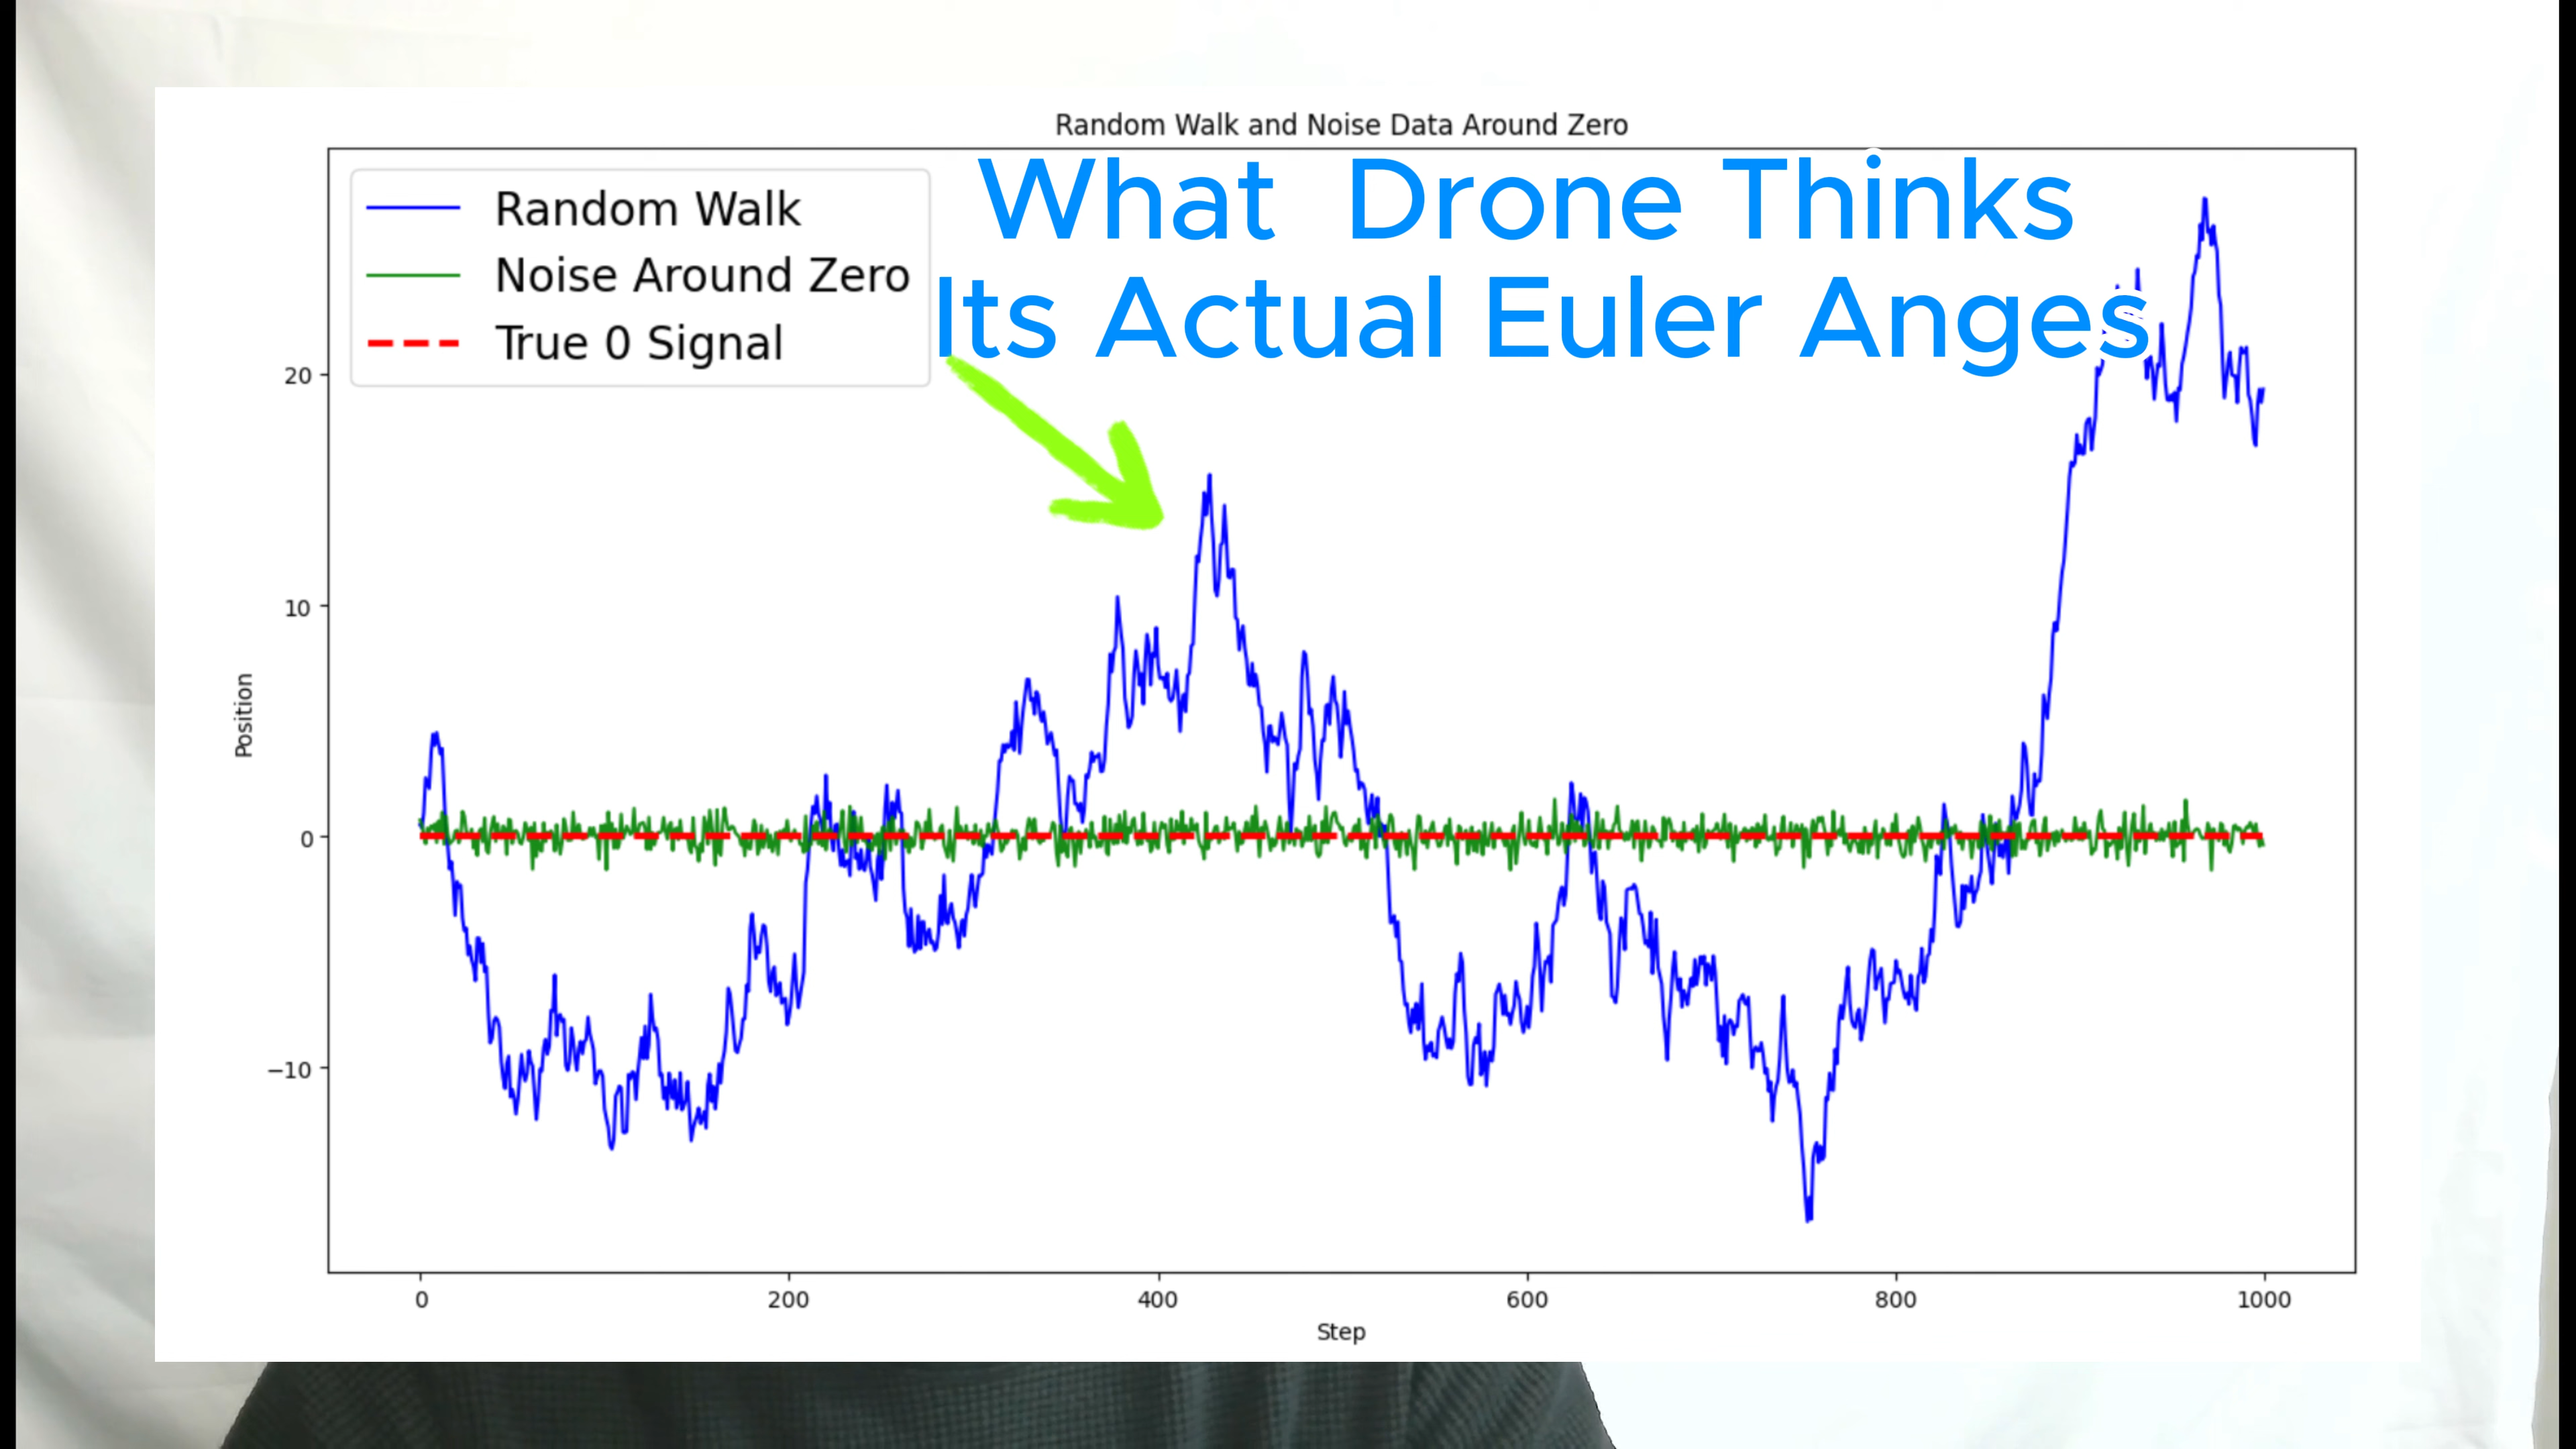 Random Walk and Noise Data Around Zero
Random Walk
Noise Around Zero
True 0 Signal
What  Drone Thinks
Its Actual Euler Anges
20
10
0
−10
Position
0
200
400
600
800
1000
Step